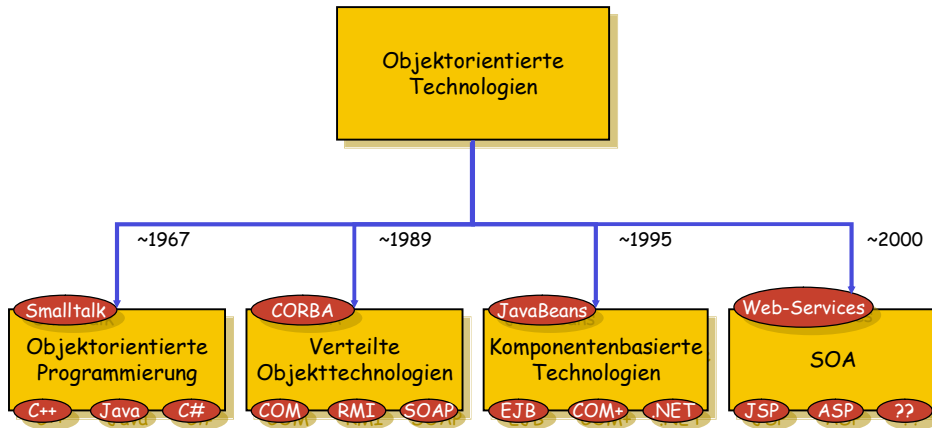 Objektorientierte
Technologien
~1967
~1989
~1995
~2000
Smalltalk
CORBA
JavaBeans
Web-Services
Objektorientierte
Programmierung
Verteilte
Objekttechnologien
Komponentenbasierte
Technologien
SOA
C++
Java
C#
COM
RMI
SOAP
EJB
COM+
.NET
JSP
ASP
??